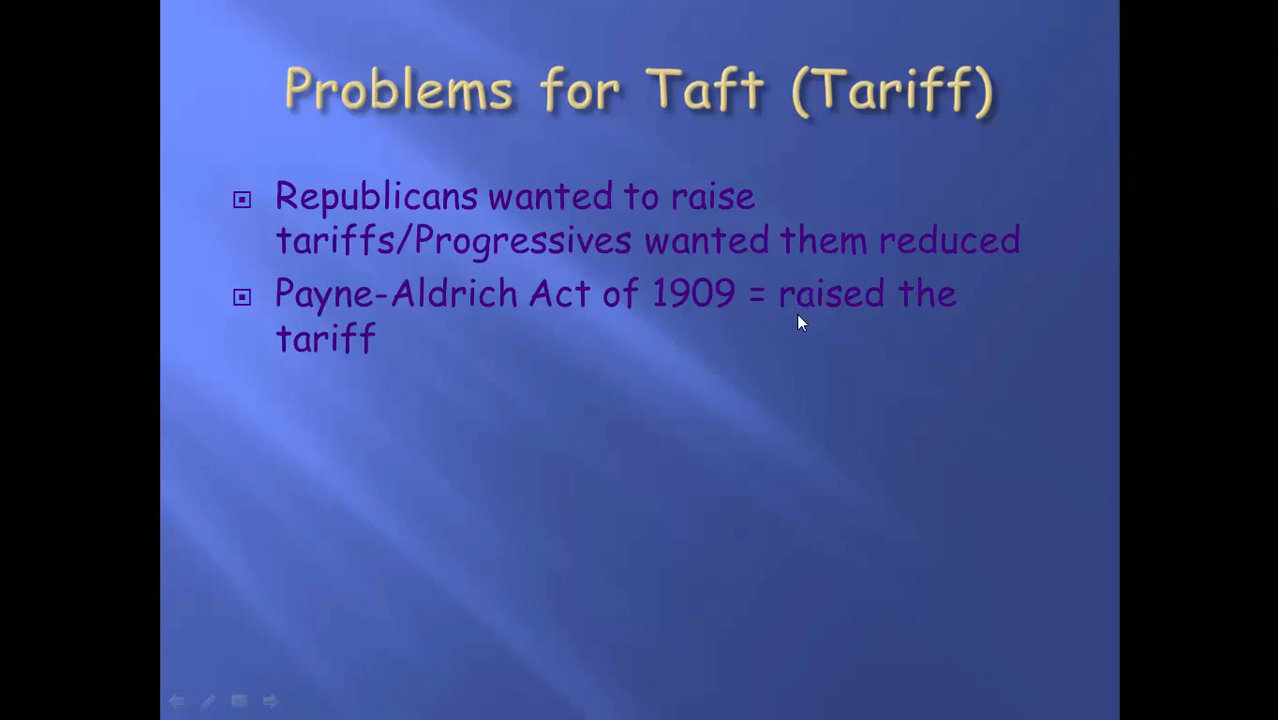 Problems for Taft (Tariff)
Republicans wanted to raise
tariffs/Progressives wanted them reduced
Payne-Aldrich Act of 1909 = raised the
tariff